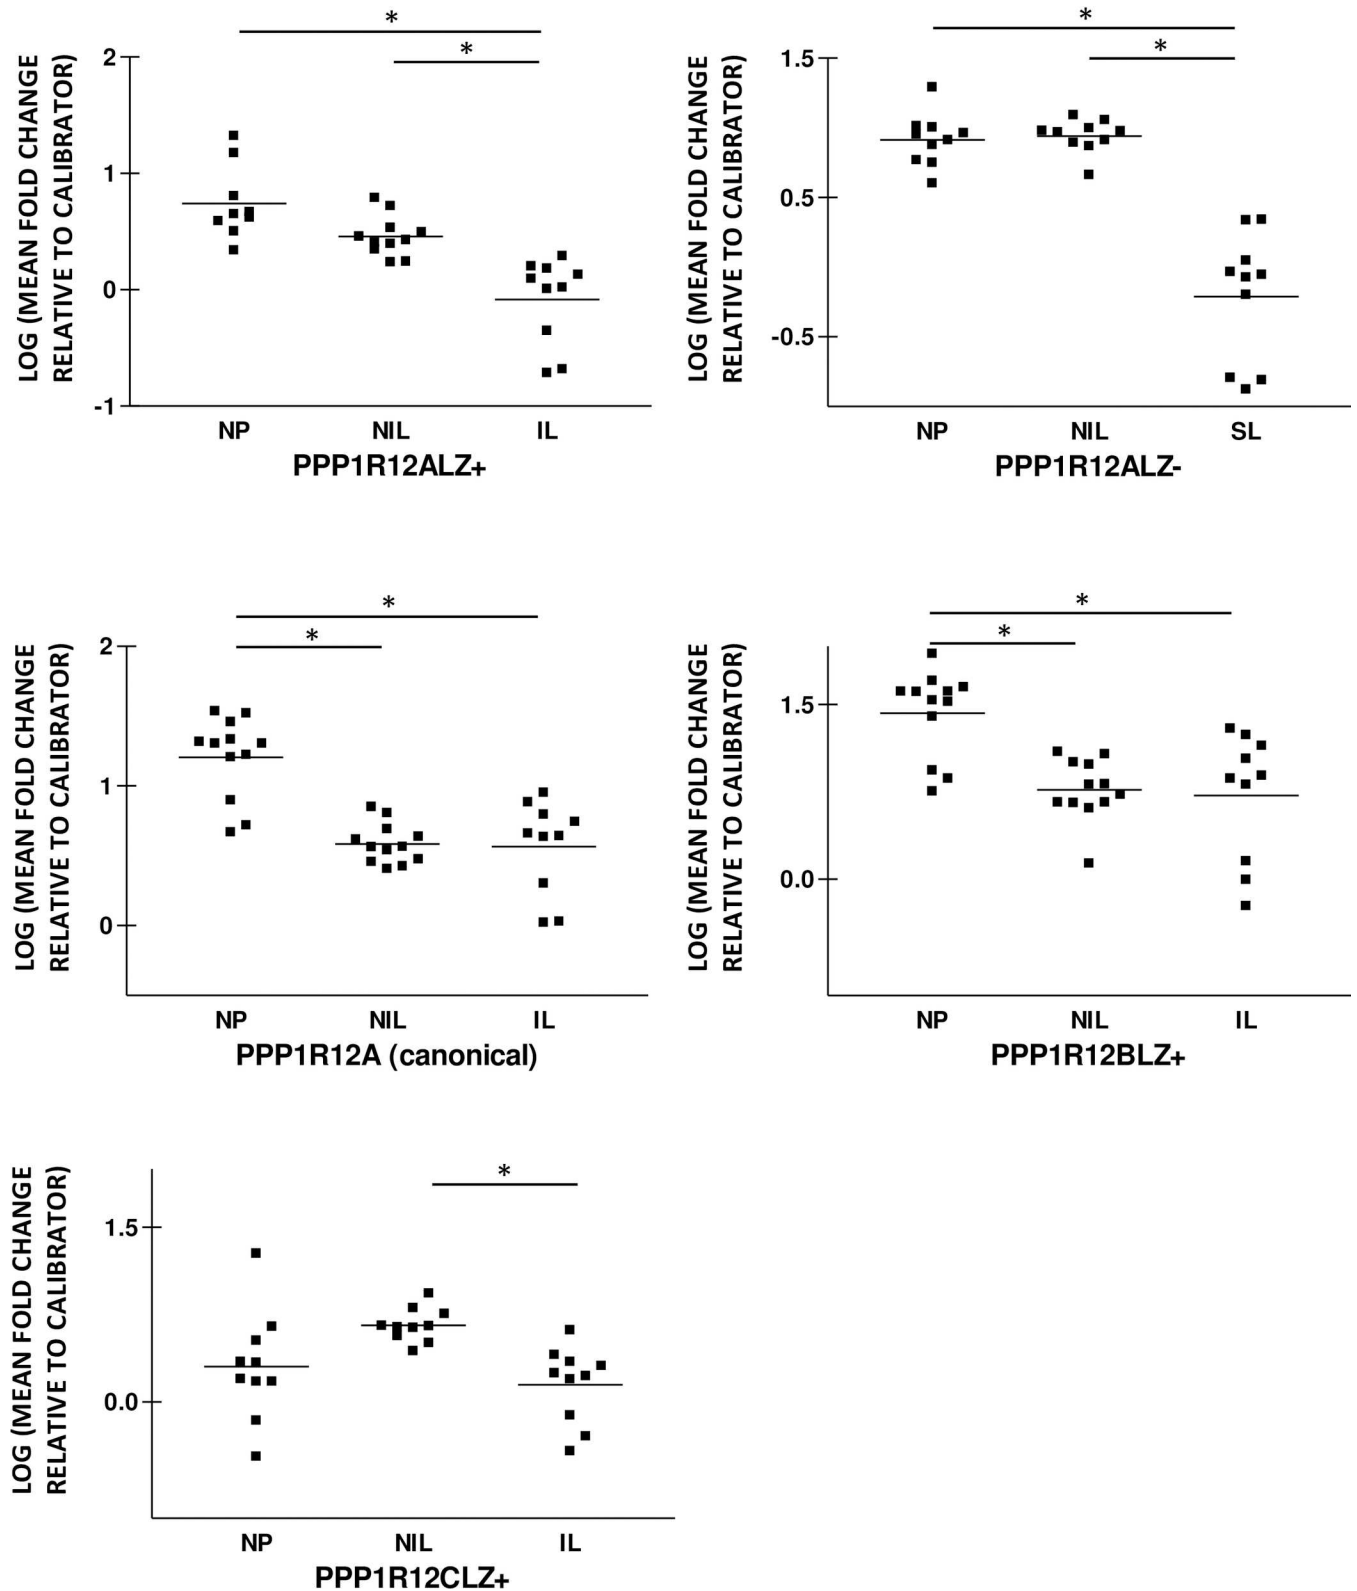 *
*
LOG (MEAN FOLD CHANGE
RELATIVE TO CALIBRATOR)
2
1
0
-1
NP NIL IL
PPP1R12ALZ+
*
*
LOG (MEAN FOLD CHANGE
RELATIVE TO CALIBRATOR)
1.5
0.5
-0.5
NP NIL SL
PPP1R12ALZ-
*
*
LOG (MEAN FOLD CHANGE
RELATIVE TO CALIBRATOR)
2
1
0
NP NIL IL
PPP1R12A (canonical)
*
*
LOG (MEAN FOLD CHANGE
RELATIVE TO CALIBRATOR)
1.5
0.0
NP NIL IL
PPP1R12BLZ+
*
LOG (MEAN FOLD CHANGE
RELATIVE TO CALIBRATOR)
1.5
0.0
NP NIL IL
PPP1R12CLZ+